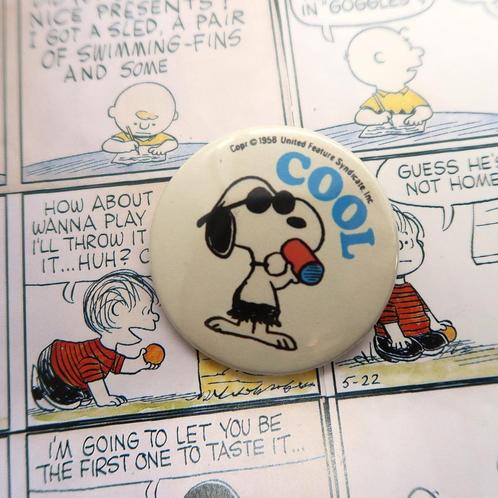 NICE PRESENTS!
I GOT A SLED, A PAIR
OF SWIMMING-FINS
AND SOME
IN "GOGGLES"
Copr © 1958 United Feature Syndicate, Inc.
COOL
HOW ABOUT
WANNA PLAY
I'LL THROW IT
IT...HUH?
GUESS HE'S
NOT HOME
5-22
I'M GOING TO LET YOU BE
THE FIRST ONE TO TASTE IT...